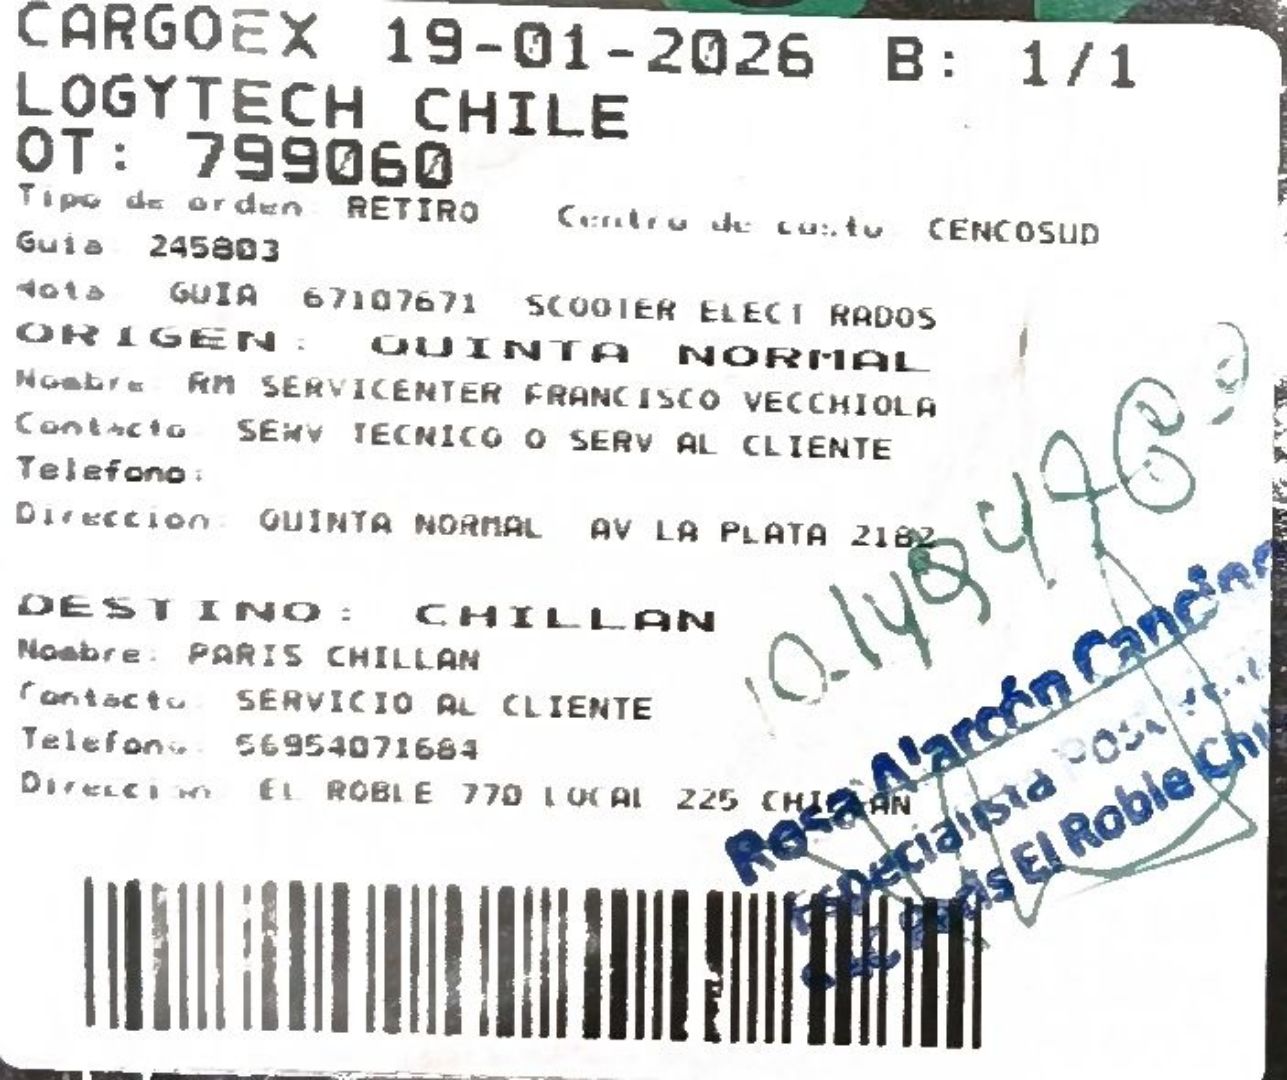 CARGOEX 19-01-2026 B: 1/1
LOGYTECH CHILE
OT: 799060
Tipo de orden RETIRO Centro de costo CENCOSUD
Guia 245803
Nota GUIA 67107671 SCOOTER ELECT RADOS
ORIGEN: QUINTA NORMAL
Nombre RM SERVICENTER FRANCISCO VECCHIOLA
Contacto SERV TECNICO O SERV AL CLIENTE
Telefono:
Direccion: QUINTA NORMAL AV LA PLATA 2182
DESTINO: CHILLAN
Nombre: PARIS CHILLAN
Contacto SERVICIO AL CLIENTE
Telefono 56954071684
Direccion EL ROBLE 770 LOCAL 225 CHILLAN
Rosa Alarcón Cancino
Especialista Post
Paris El Roble